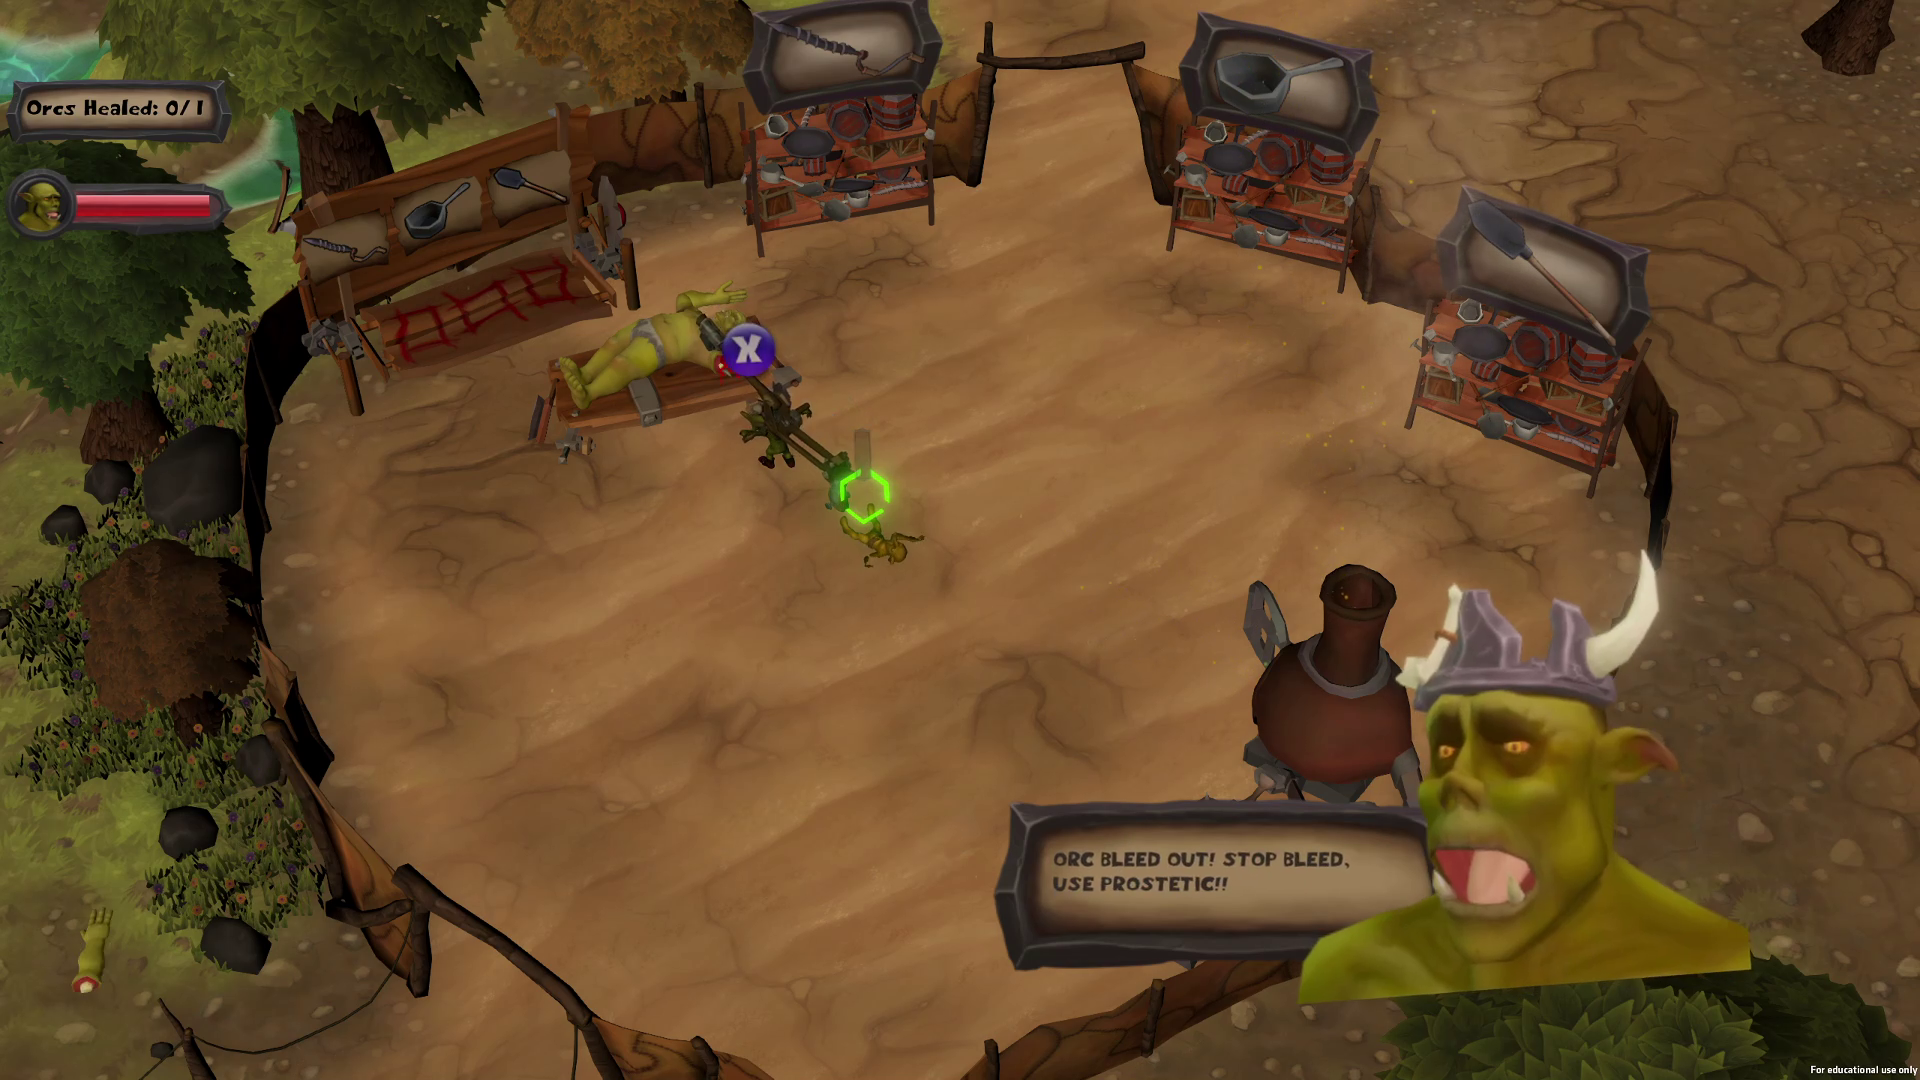 Orcs Healed: 0/1
X
ORC BLEED OUT! STOP BLEED,
USE PROSTETIC!!
For educational use only